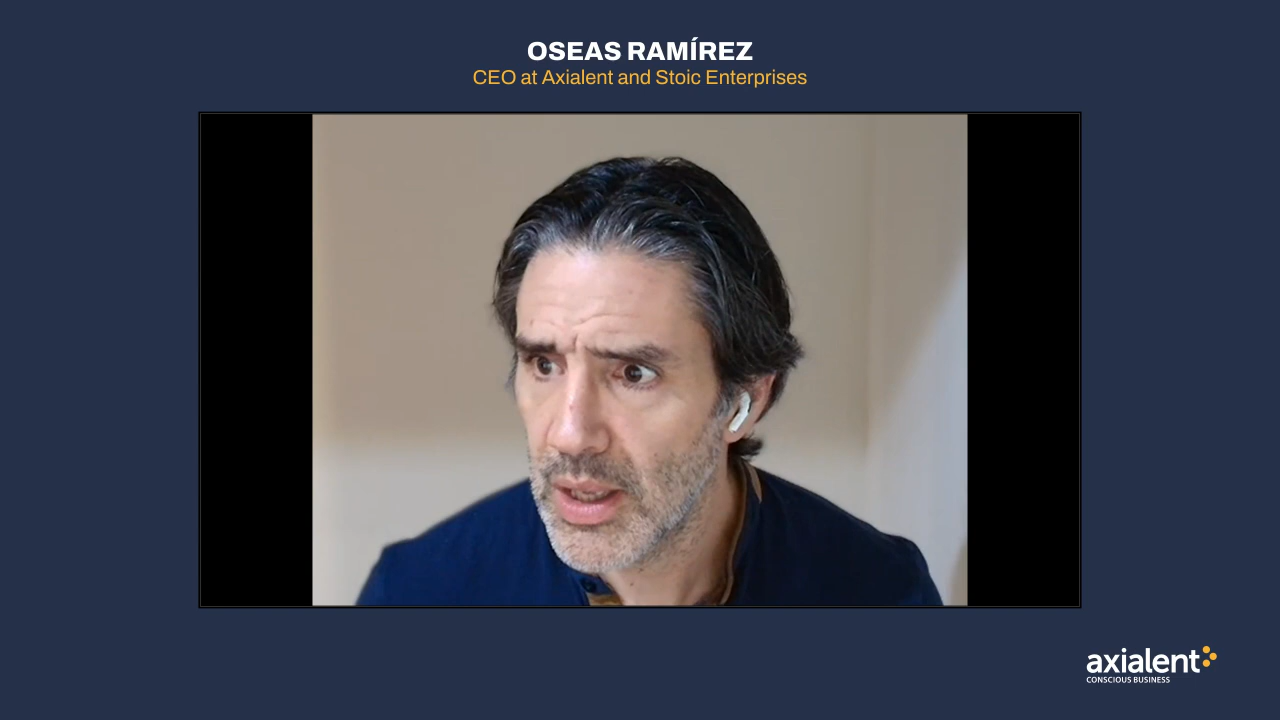 OSEAS RAMÍREZ
CEO at Axialent and Stoic Enterprises
axialent
CONSCIOUS BUSINESS